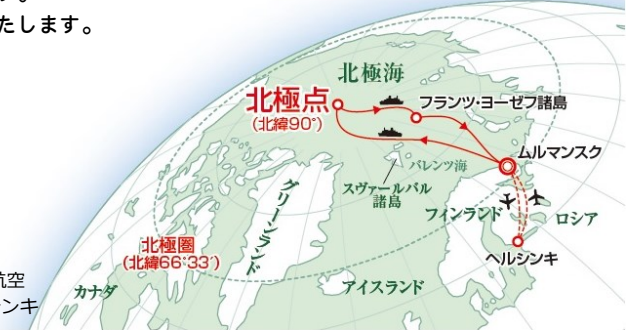 たします。
北極海
北極点
(北緯90°)
フランツ・ヨーゼフ諸島
ムルマンスク
バレンツ海
スヴァールバル
諸島
グリーンランド
フィンランド
ロシア
北極圏
(北緯66°33′)
ヘルシンキ
アイスランド
カナダ
航空
ンキ